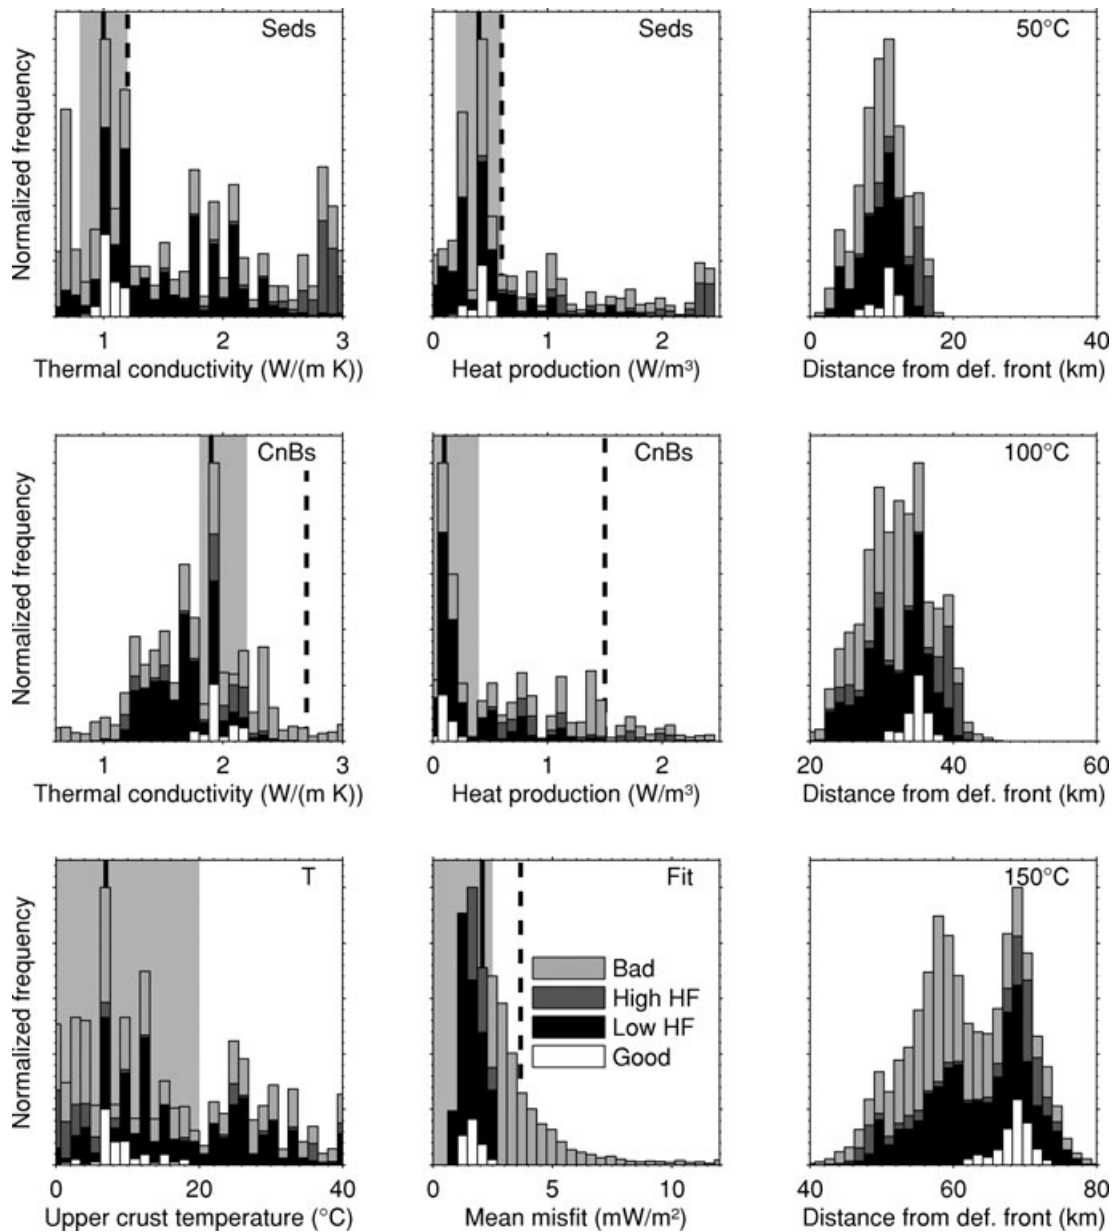 Seds
Seds
50°C
Normalized frequency
1 2 3
0 1 2
0 20 40
Thermal conductivity (W/(m K))
Heat production (W/m³)
Distance from def. front (km)
CnBs
CnBs
100°C
Normalized frequency
1 2 3
0 1 2
20 40 60
Thermal conductivity (W/(m K))
Heat production (W/m³)
Distance from def. front (km)
T
Fit
150°C
Normalized frequency
Bad
High HF
Low HF
Good
0 20 40
0 5 10
40 60 80
Upper crust temperature (°C)
Mean misfit (mW/m²)
Distance from def. front (km)